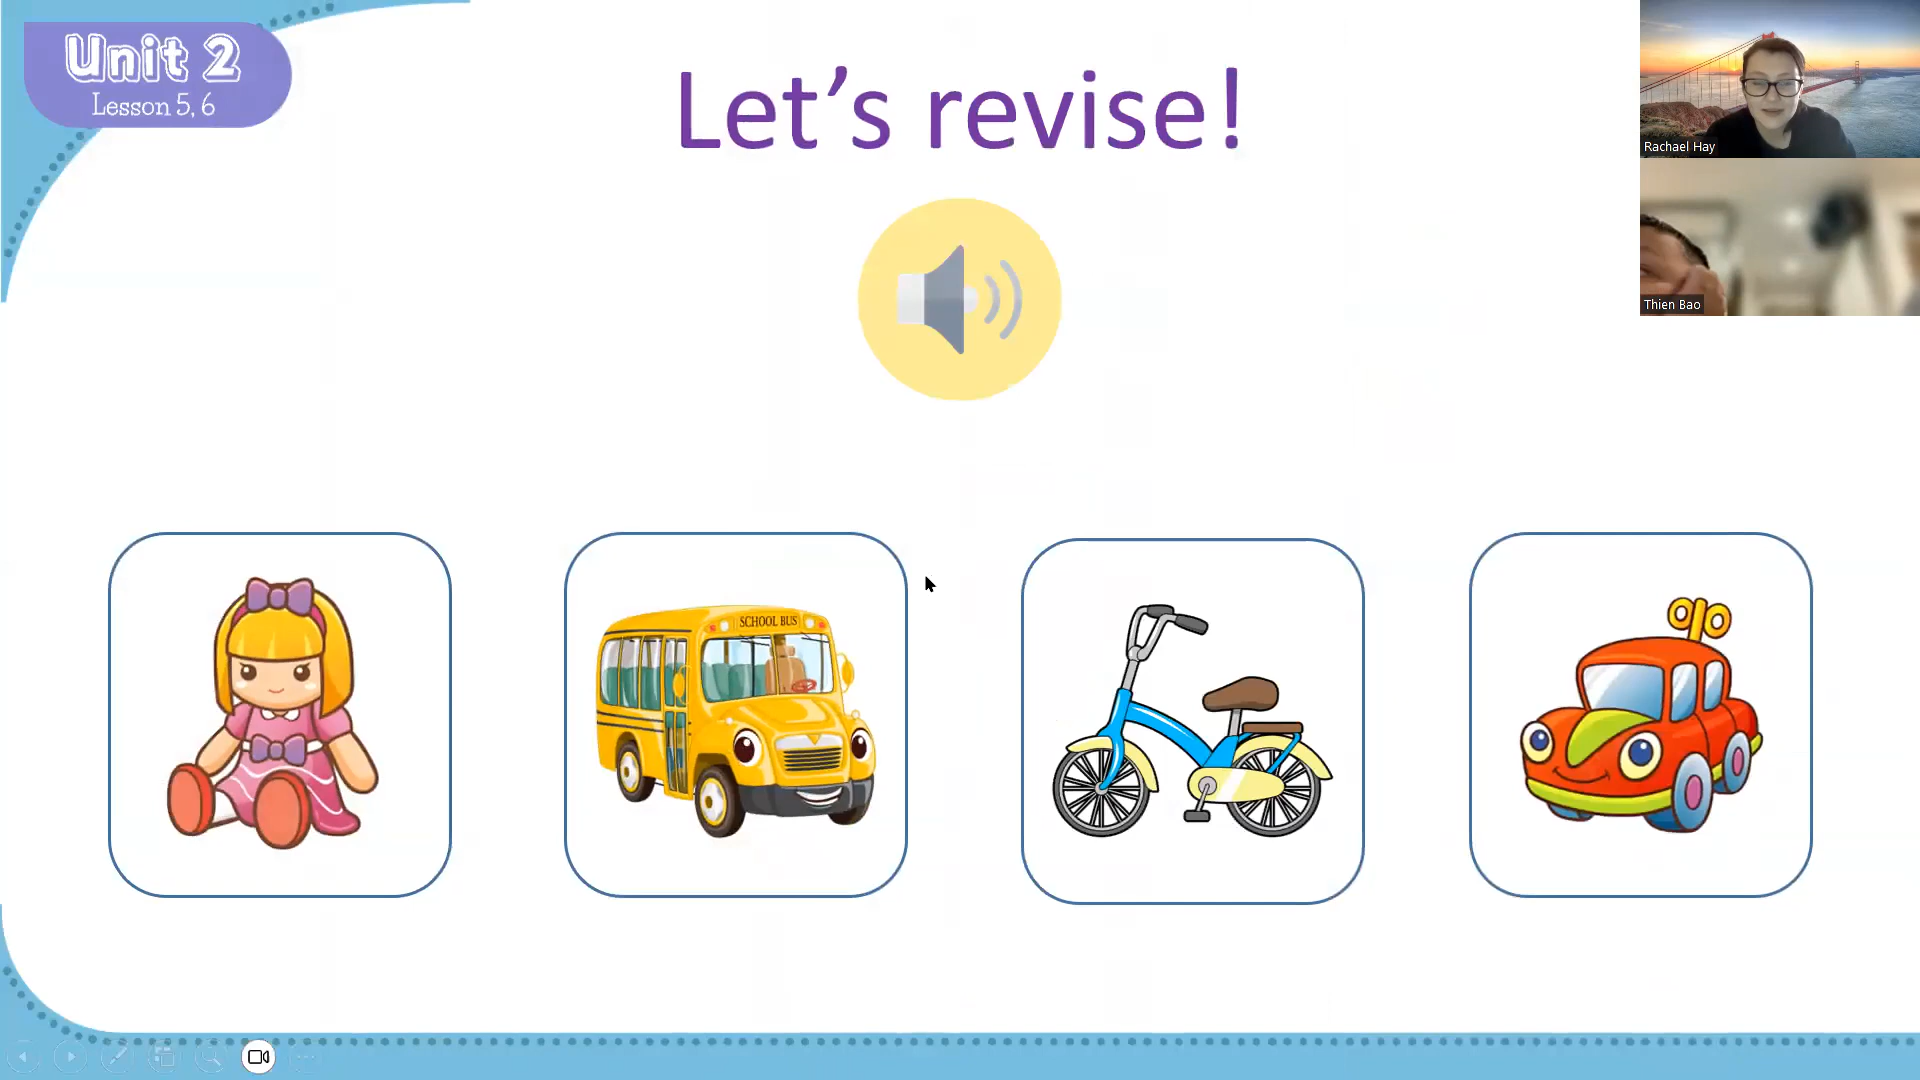 Unit 2
Lesson 5, 6
Let's revise!
Rachael Hay
Thien Bao
SCHOOL BUS